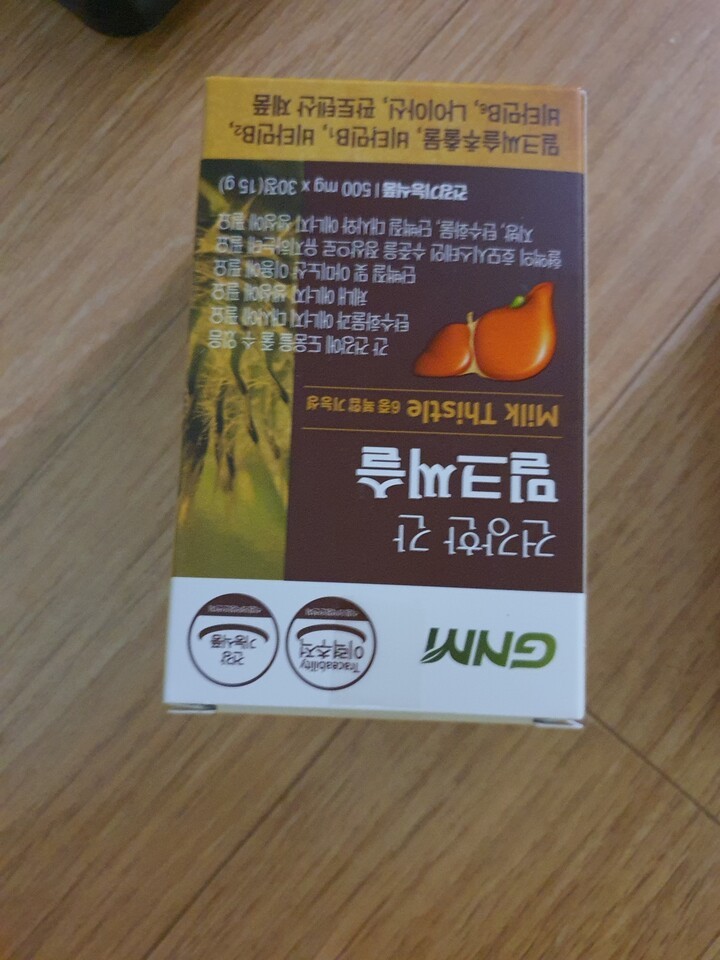 GNM
Traceability
이력추적
건강
기능식품
건강한 간
밀크씨슬
Milk Thistle 6종 복합 기능성
간 건강에 도움을 줄 수 있음
탄수화물과 에너지 대사에 필요
체내 에너지 생성에 필요
단백질 및 아미노산 이용에 필요
혈액의 호모시스테인 수준을 정상으로 유지하는데 필요
지방, 탄수화물, 단백질 대사와 에너지 생성에 필요
건강기능식품 I 500 mg x 30정(15 g)
밀크씨슬추출물, 비타민B₁, 비타민B₂,
비타민B₆, 나이아신, 판토텐산 제품